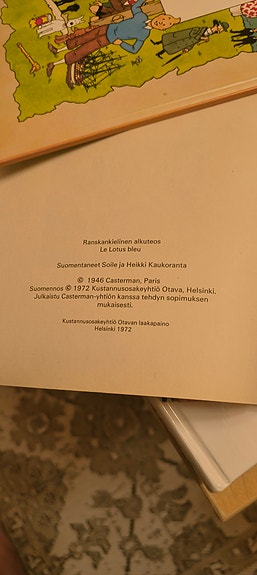 Ranskankielinen alkuteos
Le Lotus bleu
Suomentaneet Soile ja Heikki Kaukoranta
© 1946 Casterman, Paris
Suomennos © 1972 Kustannusosakeyhtiö Otava, Helsinki.
Julkaistu Casterman-yhtiön kanssa tehdyn sopimuksen
mukaisesti.
Kustannusosakeyhtiö Otavan laakapaino
Helsinki 1972